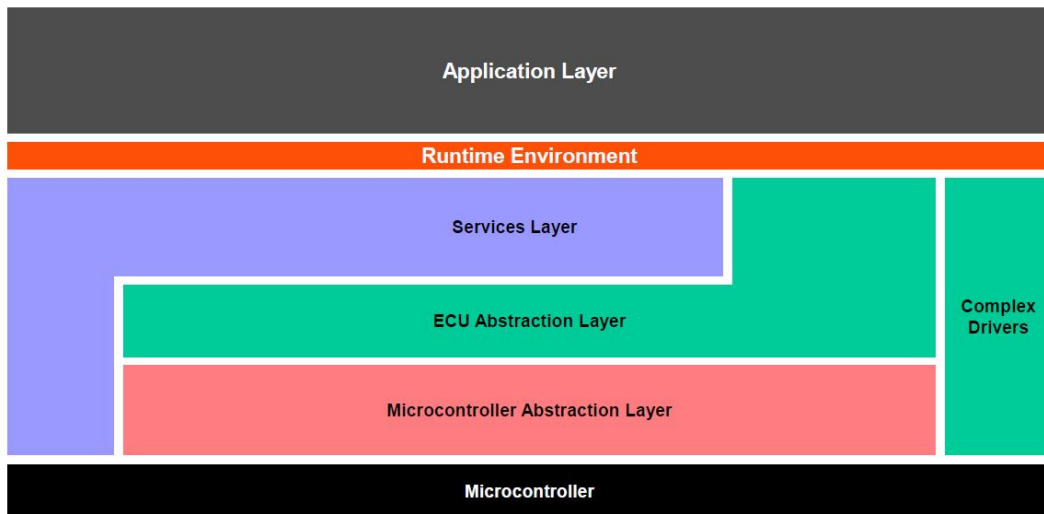 Application Layer
Runtime Environment
Services Layer
ECU Abstraction Layer
Complex
Drivers
Microcontroller Abstraction Layer
Microcontroller